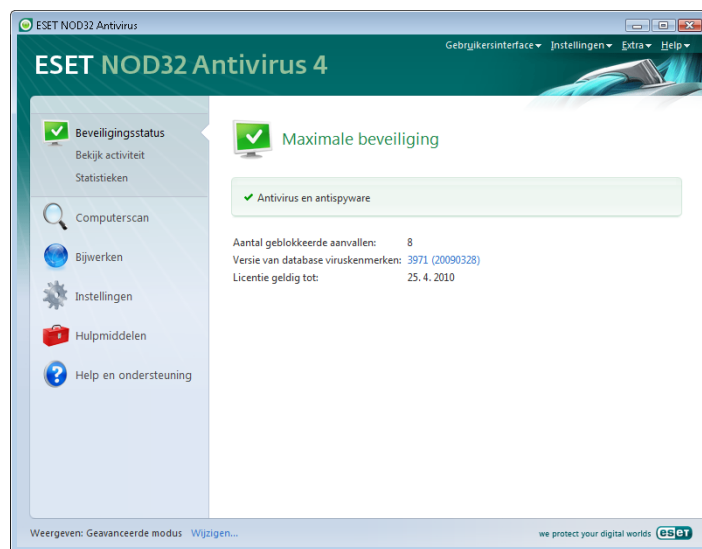 ESET NOD32 Antivirus
Gebruikersinterface Instellingen Extra Help
ESET NOD32 Antivirus 4
Beveiligingsstatus
Bekijk activiteit
Statistieken
Computerscan
Bijwerken
Instellingen
Hulpmiddelen
Help en ondersteuning
Maximale beveiliging
Antivirus en antispyware
Aantal geblokkeerde aanvallen: 8
Versie van database viruskenmerken: 3971 (20090328)
Licentie geldig tot: 25. 4. 2010
Weergeven: Geavanceerde modus Wijzigen...
we protect your digital worlds eseT